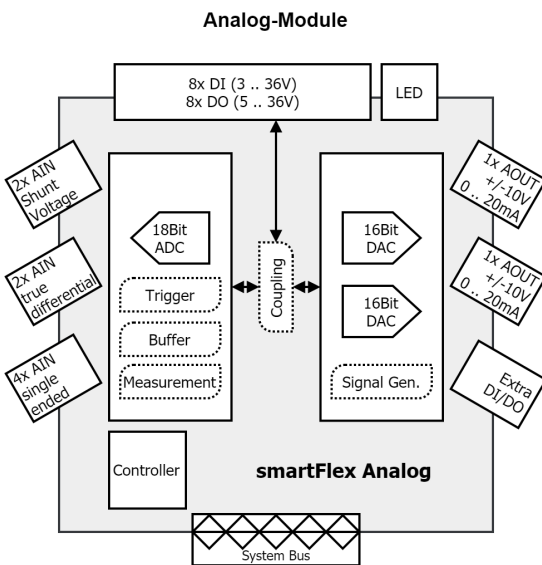 Analog-Module
8x DI (3 .. 36V)
8x DO (5 .. 36V)
LED
2x AIN
Shunt
Voltage
2x AIN
true
differential
4x AIN
single
ended
18Bit
ADC
Trigger
Buffer
Measurement
Coupling
16Bit
DAC
16Bit
DAC
Signal Gen.
1x AOUT
+/-10V
0 .. 20mA
1x AOUT
+/-10V
0 .. 20mA
Extra
DI/DO
Controller
smartFlex Analog
System Bus